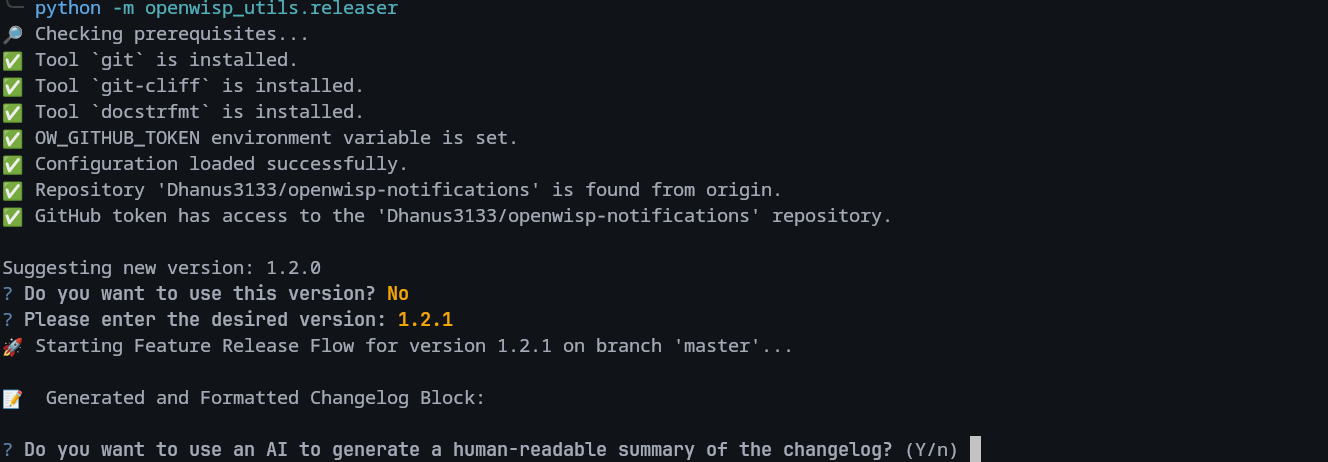 python -m openwisp_utils.releaser
🔎 Checking prerequisites...
✅ Tool `git` is installed.
✅ Tool `git-cliff` is installed.
✅ Tool `docstrfmt` is installed.
✅ OW_GITHUB_TOKEN environment variable is set.
✅ Configuration loaded successfully.
✅ Repository 'Dhanus3133/openwisp-notifications' is found from origin.
✅ GitHub token has access to the 'Dhanus3133/openwisp-notifications' repository.
Suggesting new version: 1.2.0
? Do you want to use this version? No
? Please enter the desired version: 1.2.1
🚀 Starting Feature Release Flow for version 1.2.1 on branch 'master'...
📝 Generated and Formatted Changelog Block:
? Do you want to use an AI to generate a human-readable summary of the changelog? (Y/n)